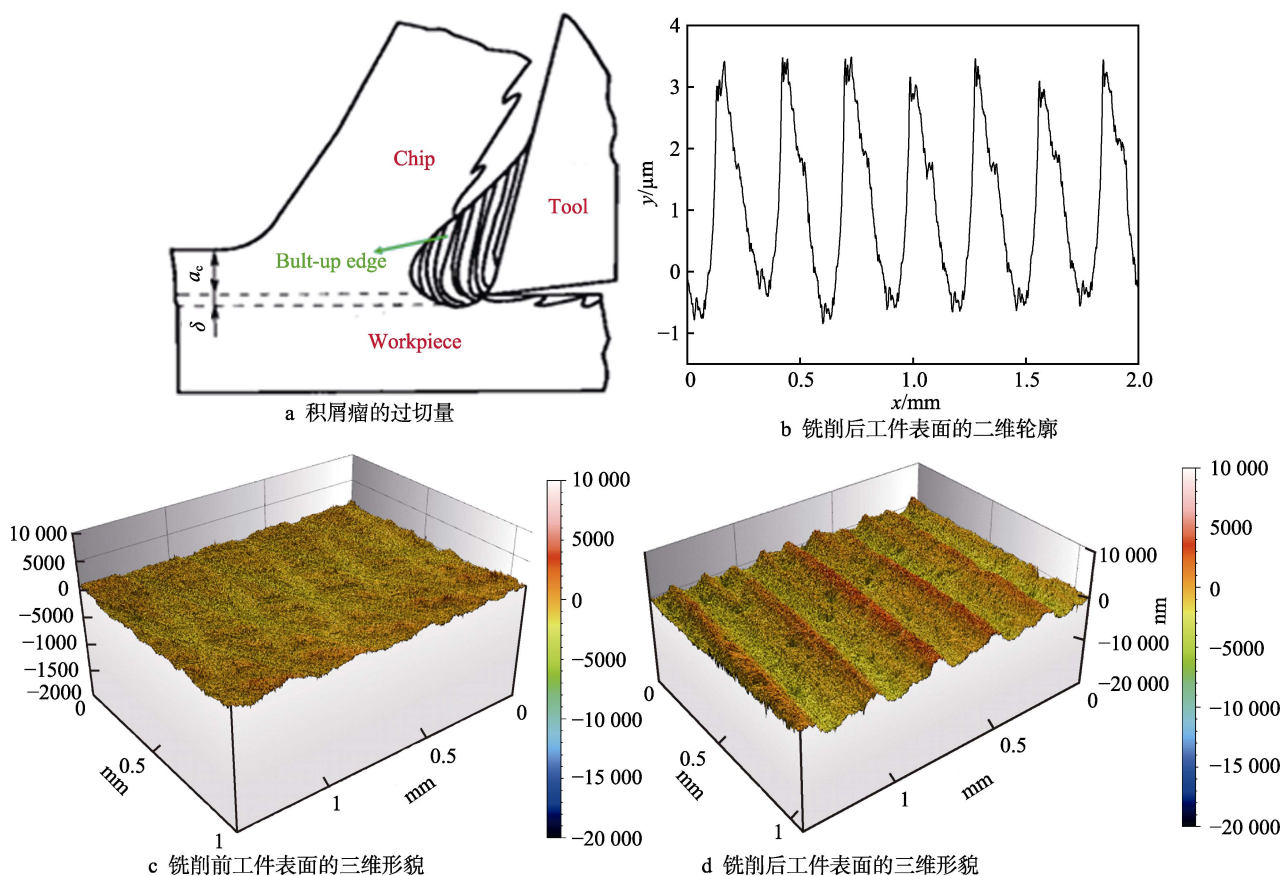 Chip
Tool
Bult-up edge
a_c
δ
Workpiece
a 积屑瘤的过切量
4
3
2
1
0
−1
y/μm
0
0.5
1.0
1.5
2.0
x/mm
b 铣削后工件表面的二维轮廓
10 000
5000
0
−5000
−1000
−1500
−2000
0
0.5
1
mm
1
0.5
0
mm
10 000
5000
0
−5000
−10 000
−15 000
−20 000
c 铣削前工件表面的三维形貌
0
0.5
1
mm
1
0.5
0
mm
10 000
0
−10 000
−20 000
nm
10 000
5000
0
−5000
−10 000
−15 000
−20 000
d 铣削后工件表面的三维形貌